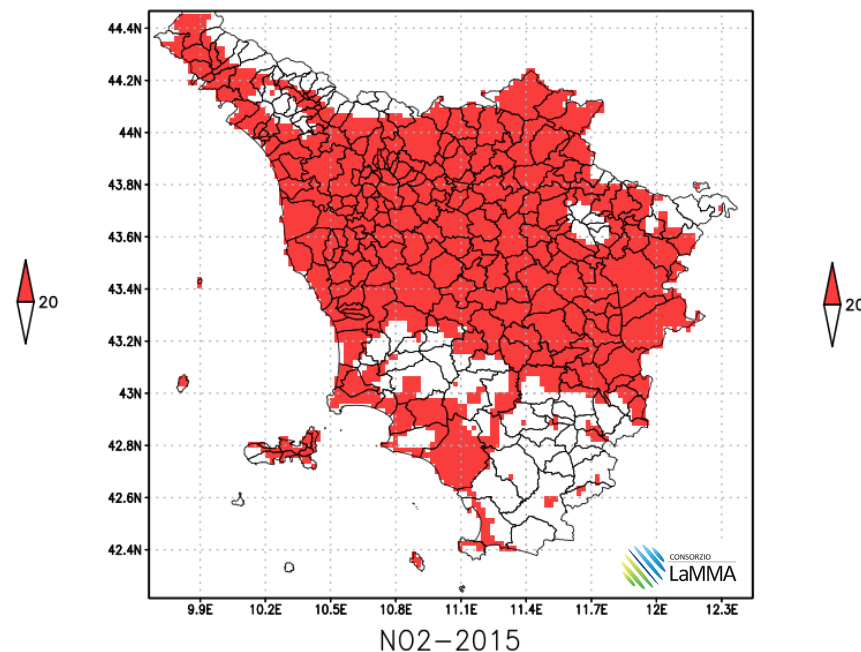 44.4N
44.2N
44N
43.8N
43.6N
43.4N
43.2N
43N
42.8N
42.6N
42.4N
20
20
CONSORZIO
LaMMA
9.9E 10.2E 10.5E 10.8E 11.1E 11.4E 11.7E 12E 12.3E
NO2-2015